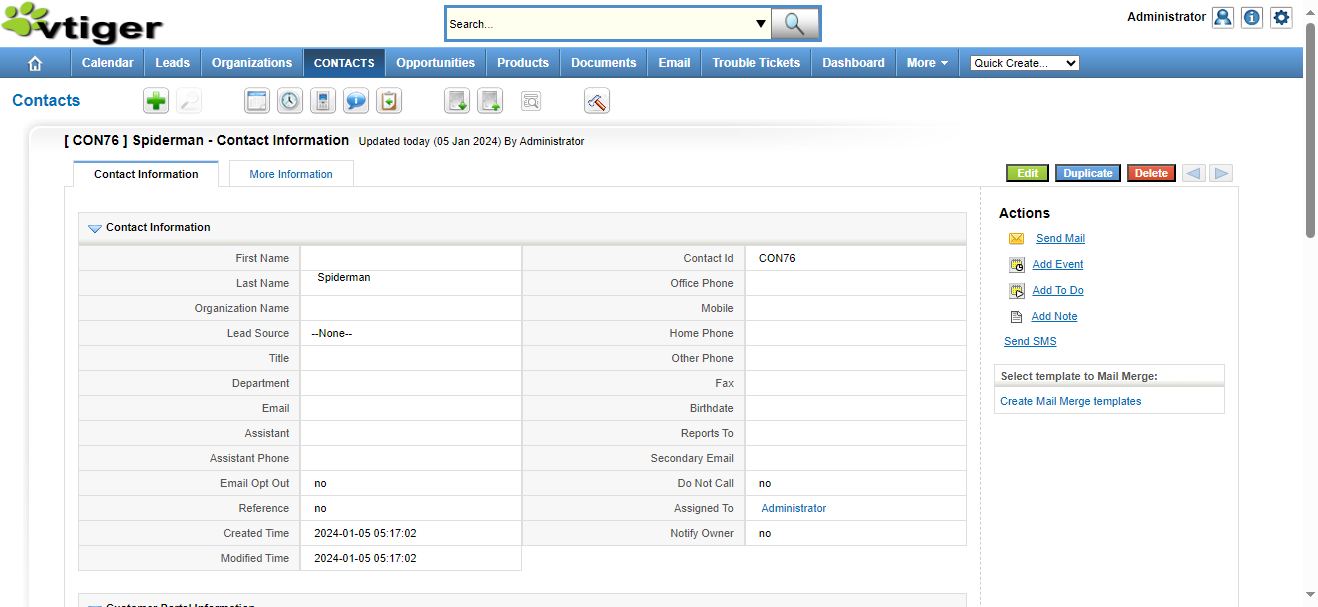 vtiger
Search...
Administrator
Calendar Leads Organizations CONTACTS Opportunities Products Documents Email Trouble Tickets Dashboard More Quick Create...
Contacts
[ CON76 ] Spiderman - Contact Information Updated today (05 Jan 2024) By Administrator
Contact Information More Information Edit Duplicate Delete
Contact Information
First Name Contact Id CON76
Last Name Spiderman Office Phone
Organization Name Mobile
Lead Source --None-- Home Phone
Title Other Phone
Department Fax
Email Birthdate
Assistant Reports To
Assistant Phone Secondary Email
Email Opt Out no Do Not Call no
Reference no Assigned To Administrator
Created Time 2024-01-05 05:17:02 Notify Owner no
Modified Time 2024-01-05 05:17:02
Customer Portal Information
Actions
Send Mail
Add Event
Add To Do
Add Note
Send SMS
Select template to Mail Merge:
Create Mail Merge templates